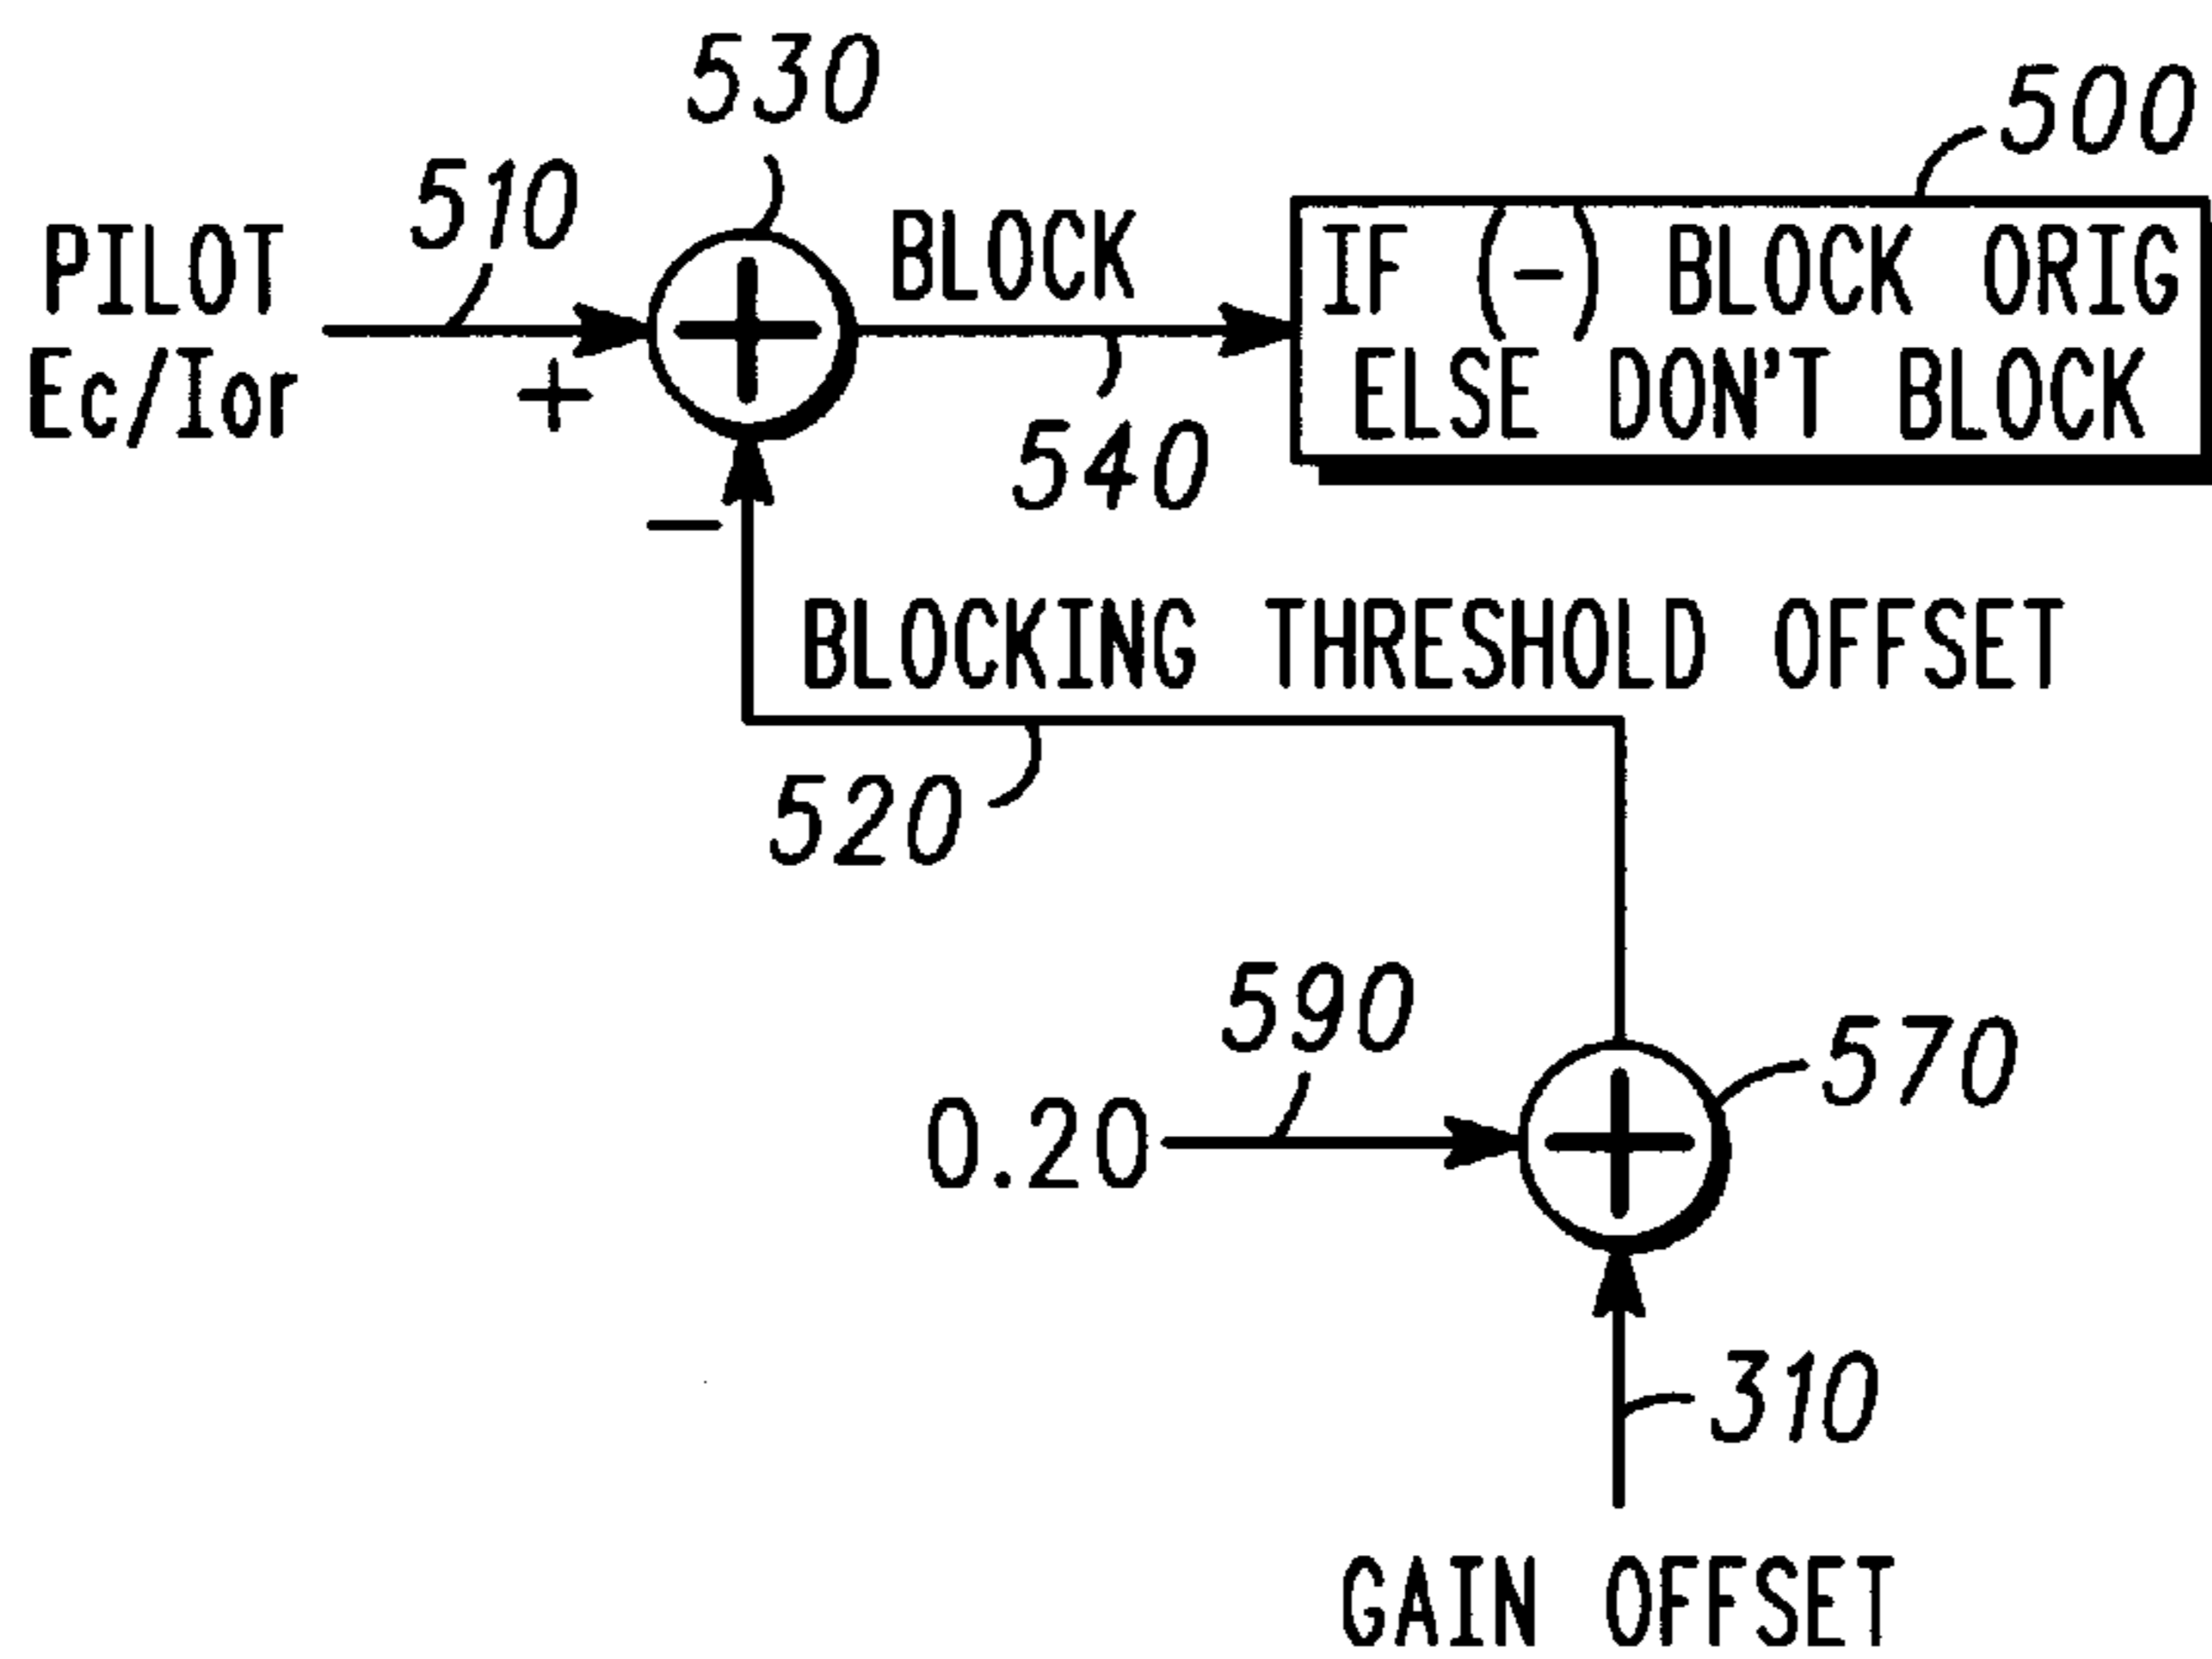 530
500
510
PILOT
Ec/Ior
+
BLOCK
IF (-) BLOCK ORIG
ELSE DON'T BLOCK
540
−
BLOCKING THRESHOLD OFFSET
520
590
570
0.20
310
GAIN OFFSET